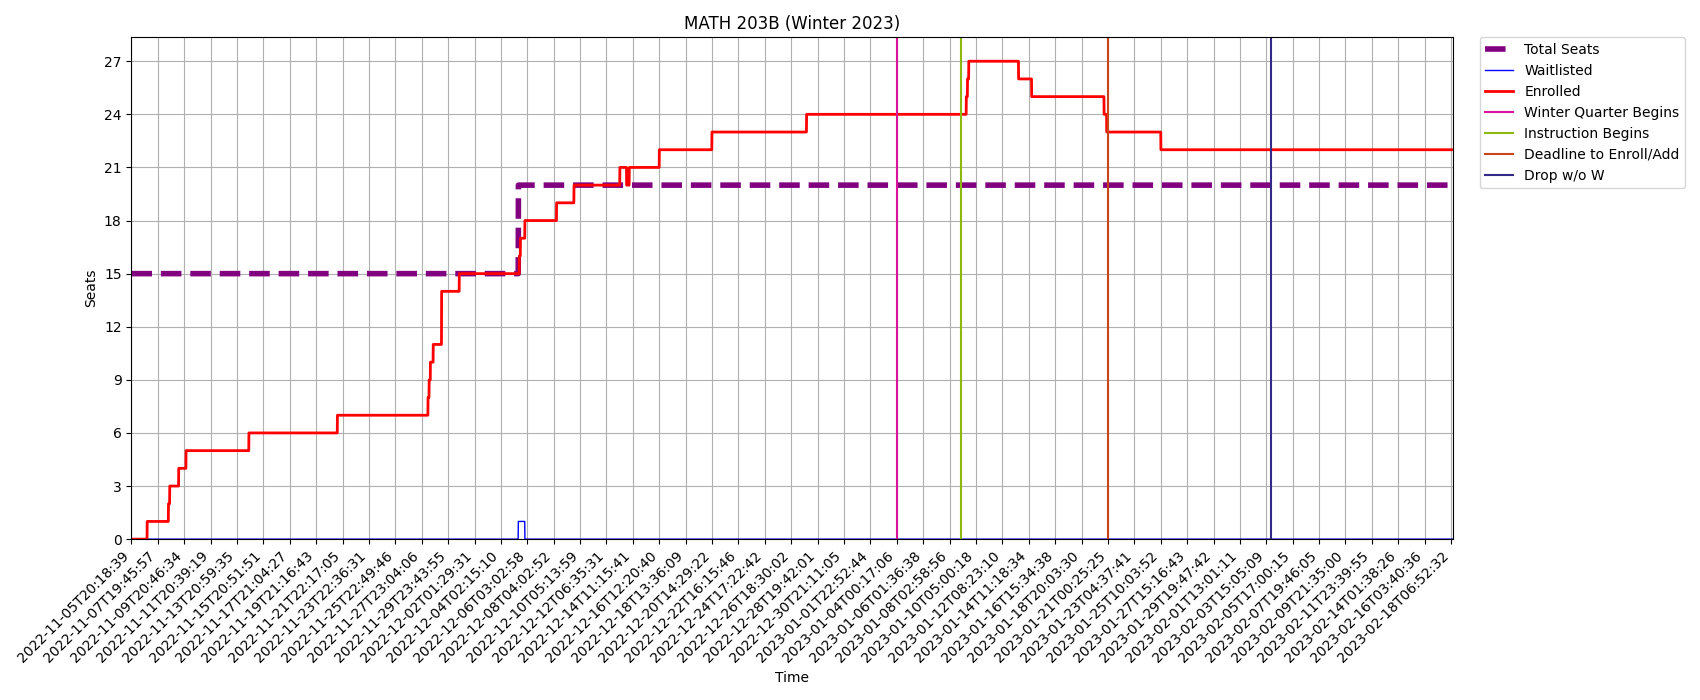 MATH 203B (Winter 2023)
27
24
21
18
15
12
9
6
3
0
Seats
2022-11-05T20:18:39
2022-11-07T19:45:57
2022-11-09T20:46:34
2022-11-11T20:39:19
2022-11-13T20:59:35
2022-11-15T20:51:51
2022-11-17T21:04:27
2022-11-19T21:16:43
2022-11-21T22:17:05
2022-11-23T22:36:31
2022-11-25T22:49:46
2022-11-27T23:04:06
2022-11-29T23:43:55
2022-12-02T01:29:31
2022-12-04T02:15:10
2022-12-06T03:02:58
2022-12-08T04:02:52
2022-12-10T05:13:59
2022-12-12T06:35:31
2022-12-14T11:15:41
2022-12-16T12:20:40
2022-12-18T13:36:09
2022-12-20T14:29:22
2022-12-22T16:15:46
2022-12-24T17:22:42
2022-12-26T18:30:02
2022-12-28T19:42:01
2022-12-30T21:11:05
2023-01-01T22:52:44
2023-01-04T00:17:06
2023-01-06T01:36:38
2023-01-08T02:58:56
2023-01-10T05:00:18
2023-01-12T08:23:10
2023-01-14T11:18:34
2023-01-16T15:34:38
2023-01-18T20:03:30
2023-01-21T00:25:25
2023-01-23T04:37:41
2023-01-25T10:03:52
2023-01-27T15:16:43
2023-01-29T19:47:42
2023-02-01T13:01:11
2023-02-03T15:05:09
2023-02-05T17:00:15
2023-02-07T19:46:05
2023-02-09T21:35:00
2023-02-11T23:39:55
2023-02-14T01:38:26
2023-02-16T03:40:36
2023-02-18T06:52:32
Time
Total Seats
Waitlisted
Enrolled
Winter Quarter Begins
Instruction Begins
Deadline to Enroll/Add
Drop w/o W